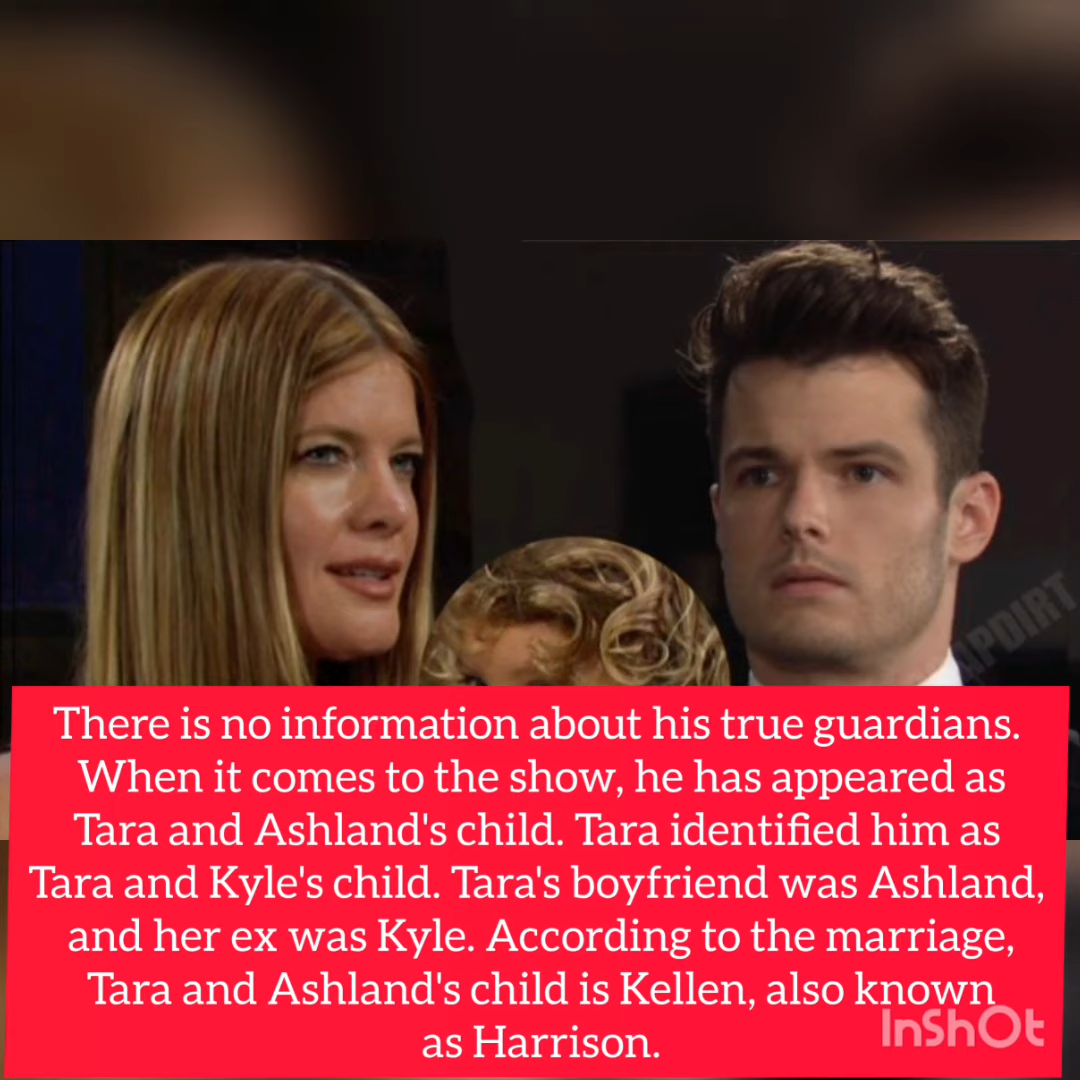 APDIRT
There is no information about his true guardians.
When it comes to the show, he has appeared as
Tara and Ashland's child. Tara identified him as
Tara and Kyle's child. Tara's boyfriend was Ashland,
and her ex was Kyle. According to the marriage,
Tara and Ashland's child is Kellen, also known
as Harrison.
InShOt